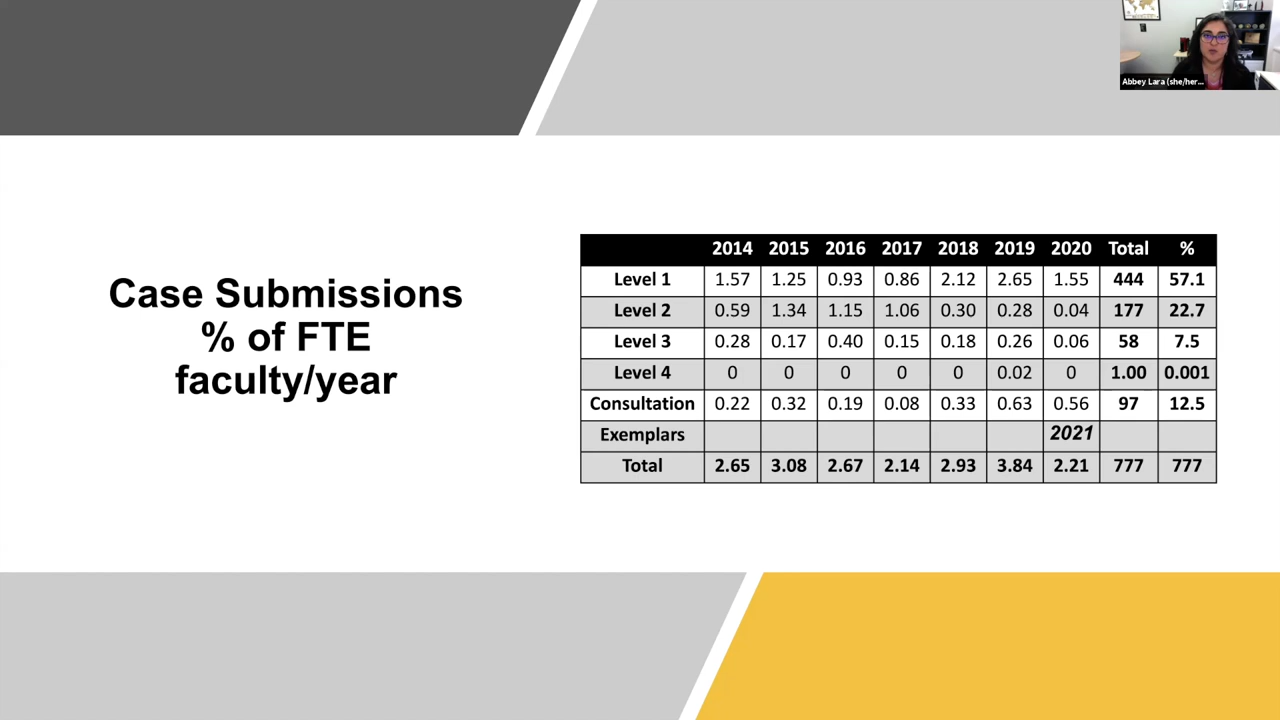 Abbey Lara (she/her...
Case Submissions
% of FTE
faculty/year
2014 2015 2016 2017 2018 2019 2020 Total %
Level 1 1.57 1.25 0.93 0.86 2.12 2.65 1.55 444 57.1
Level 2 0.59 1.34 1.15 1.06 0.30 0.28 0.04 177 22.7
Level 3 0.28 0.17 0.40 0.15 0.18 0.26 0.06 58 7.5
Level 4 0 0 0 0 0 0.02 0 1.00 0.001
Consultation 0.22 0.32 0.19 0.08 0.33 0.63 0.56 97 12.5
Exemplars 2021
Total 2.65 3.08 2.67 2.14 2.93 3.84 2.21 777 777